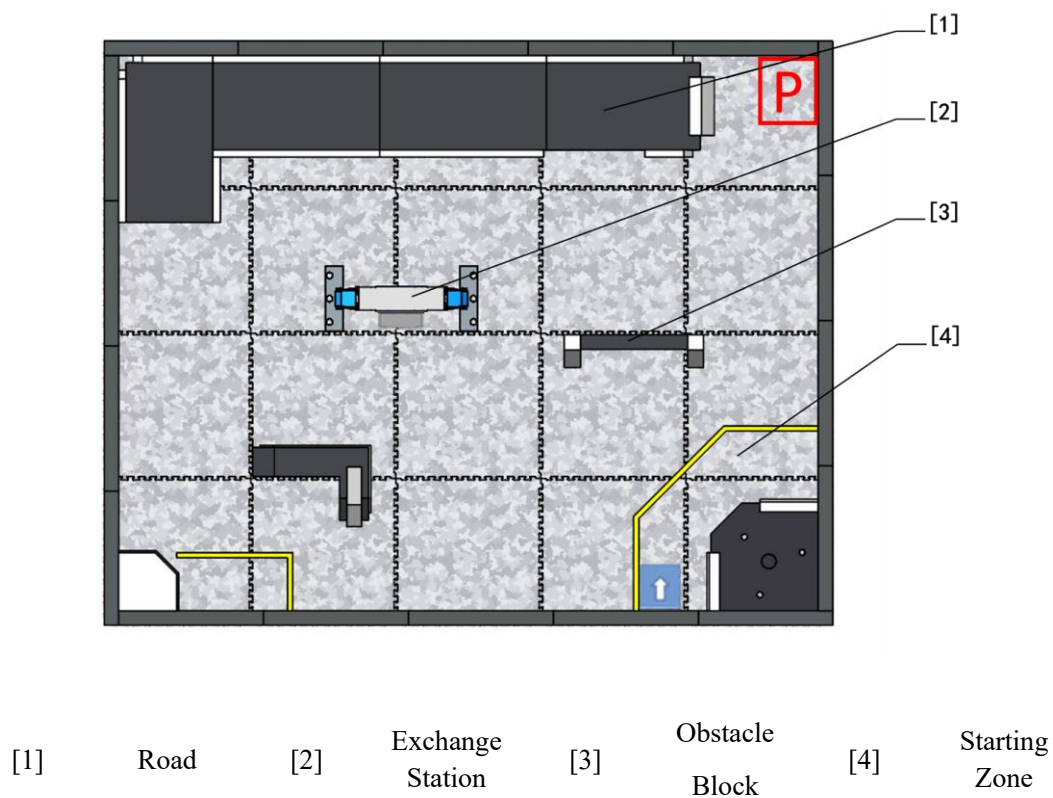 [1]
P
[2]
[3]
[4]
[1] Road [2] Exchange Station [3] Obstacle Block [4] Starting Zone